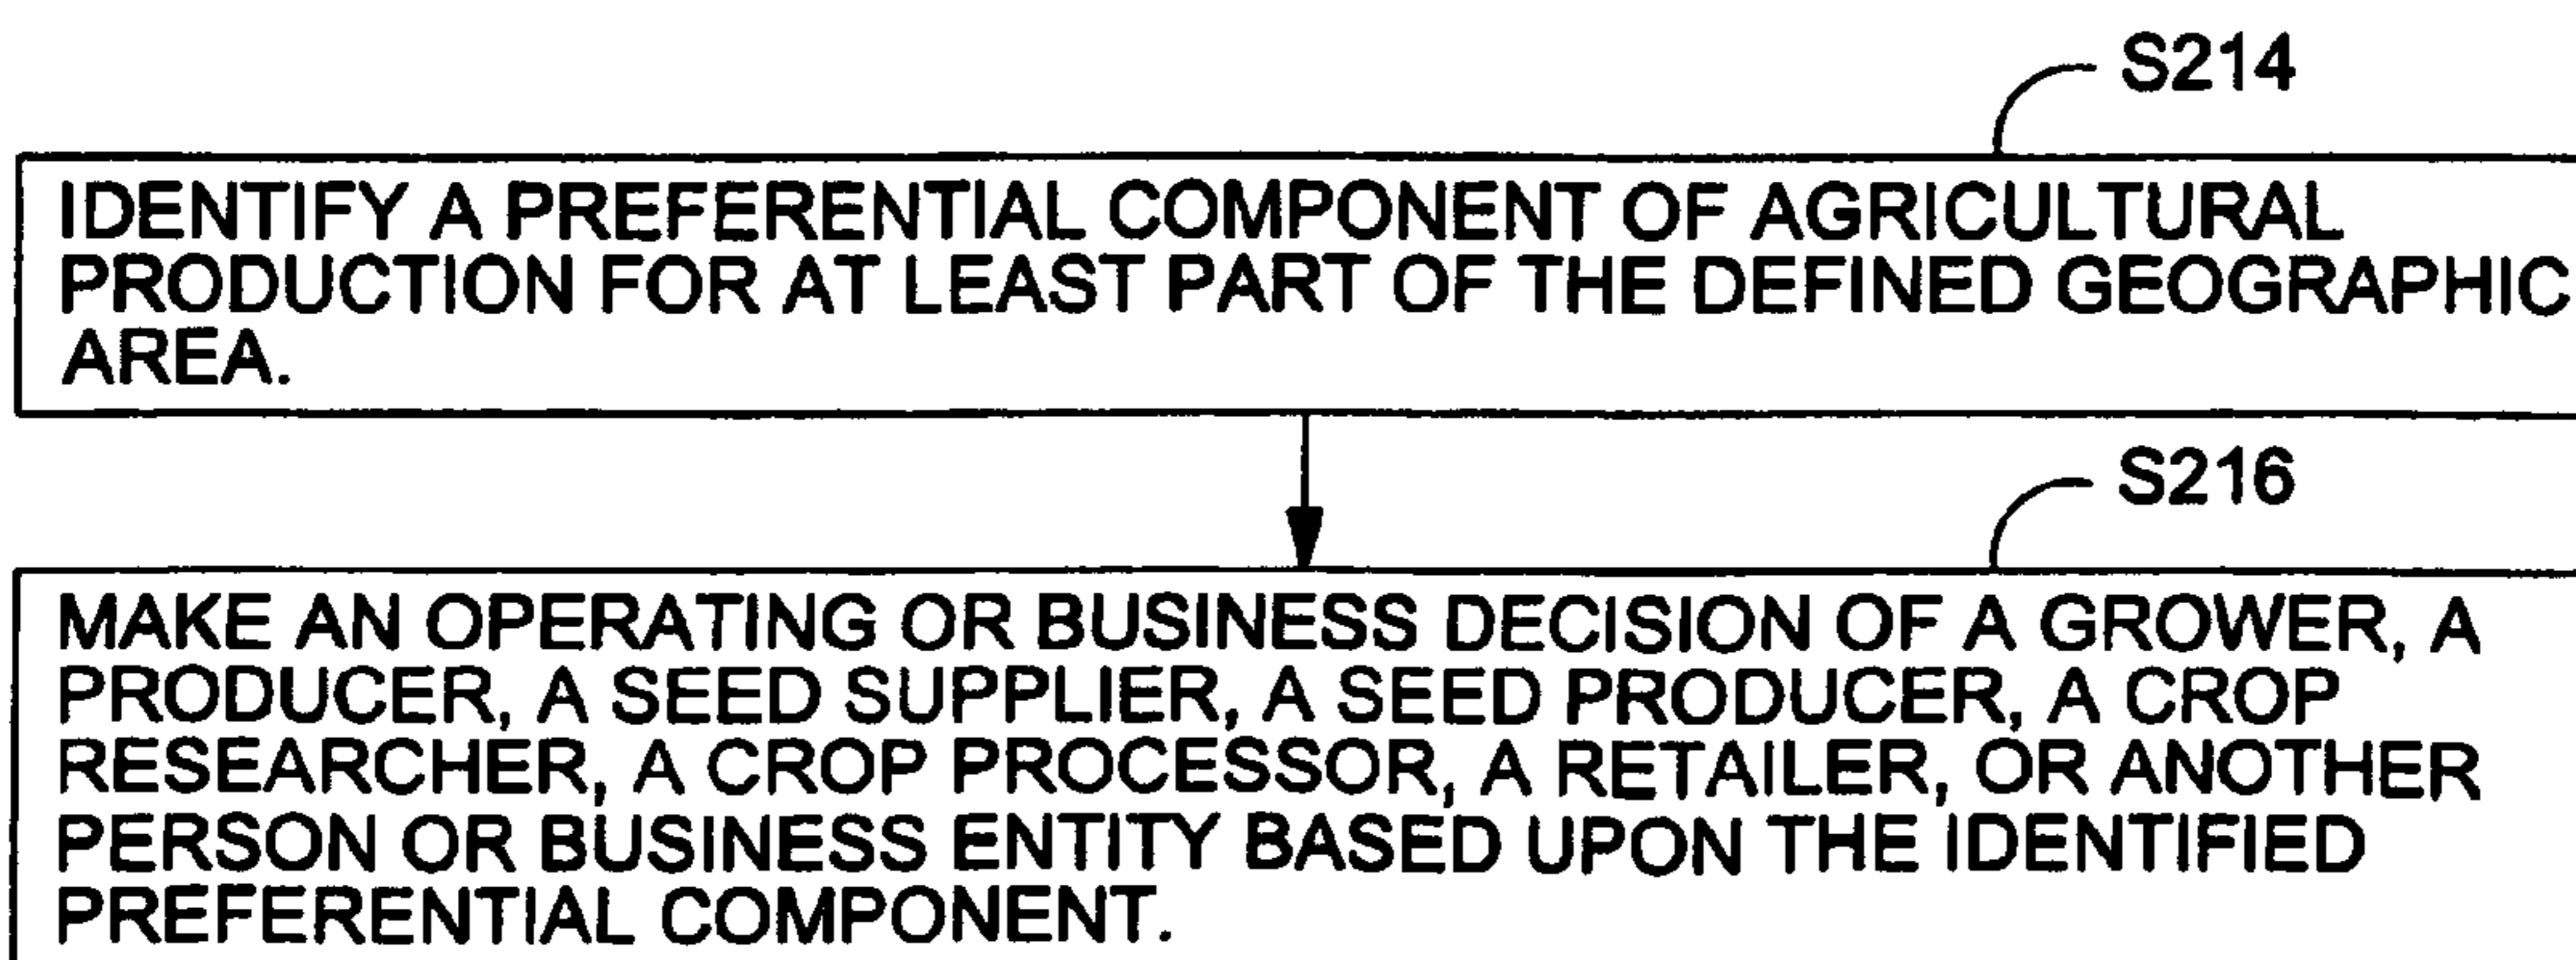 S214
IDENTIFY A PREFERENTIAL COMPONENT OF AGRICULTURAL
PRODUCTION FOR AT LEAST PART OF THE DEFINED GEOGRAPHIC
AREA.
S216
MAKE AN OPERATING OR BUSINESS DECISION OF A GROWER, A
PRODUCER, A SEED SUPPLIER, A SEED PRODUCER, A CROP
RESEARCHER, A CROP PROCESSOR, A RETAILER, OR ANOTHER
PERSON OR BUSINESS ENTITY BASED UPON THE IDENTIFIED
PREFERENTIAL COMPONENT.